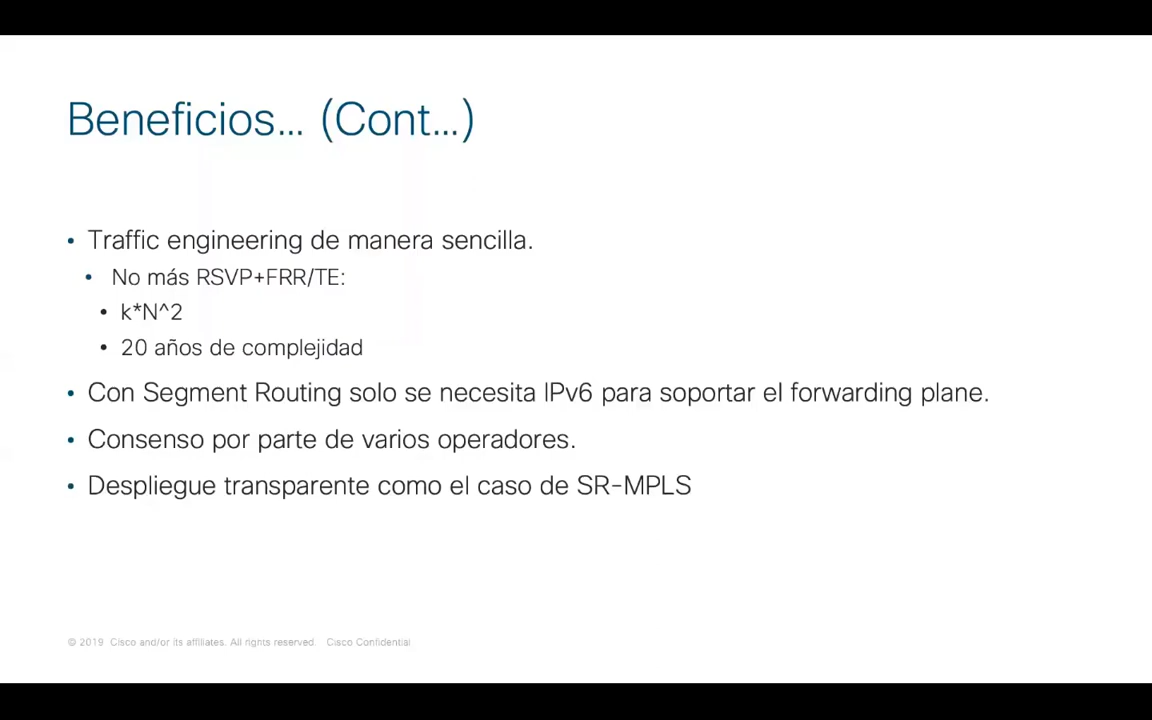 Beneficios... (Cont...)
• Traffic engineering de manera sencilla.
• No más RSVP+FRR/TE:
• k*N^2
• 20 años de complejidad
• Con Segment Routing solo se necesita IPv6 para soportar el forwarding plane.
• Consenso por parte de varios operadores.
• Despliegue transparente como el caso de SR-MPLS
© 2019 Cisco and/or its affiliates. All rights reserved. Cisco Confidential